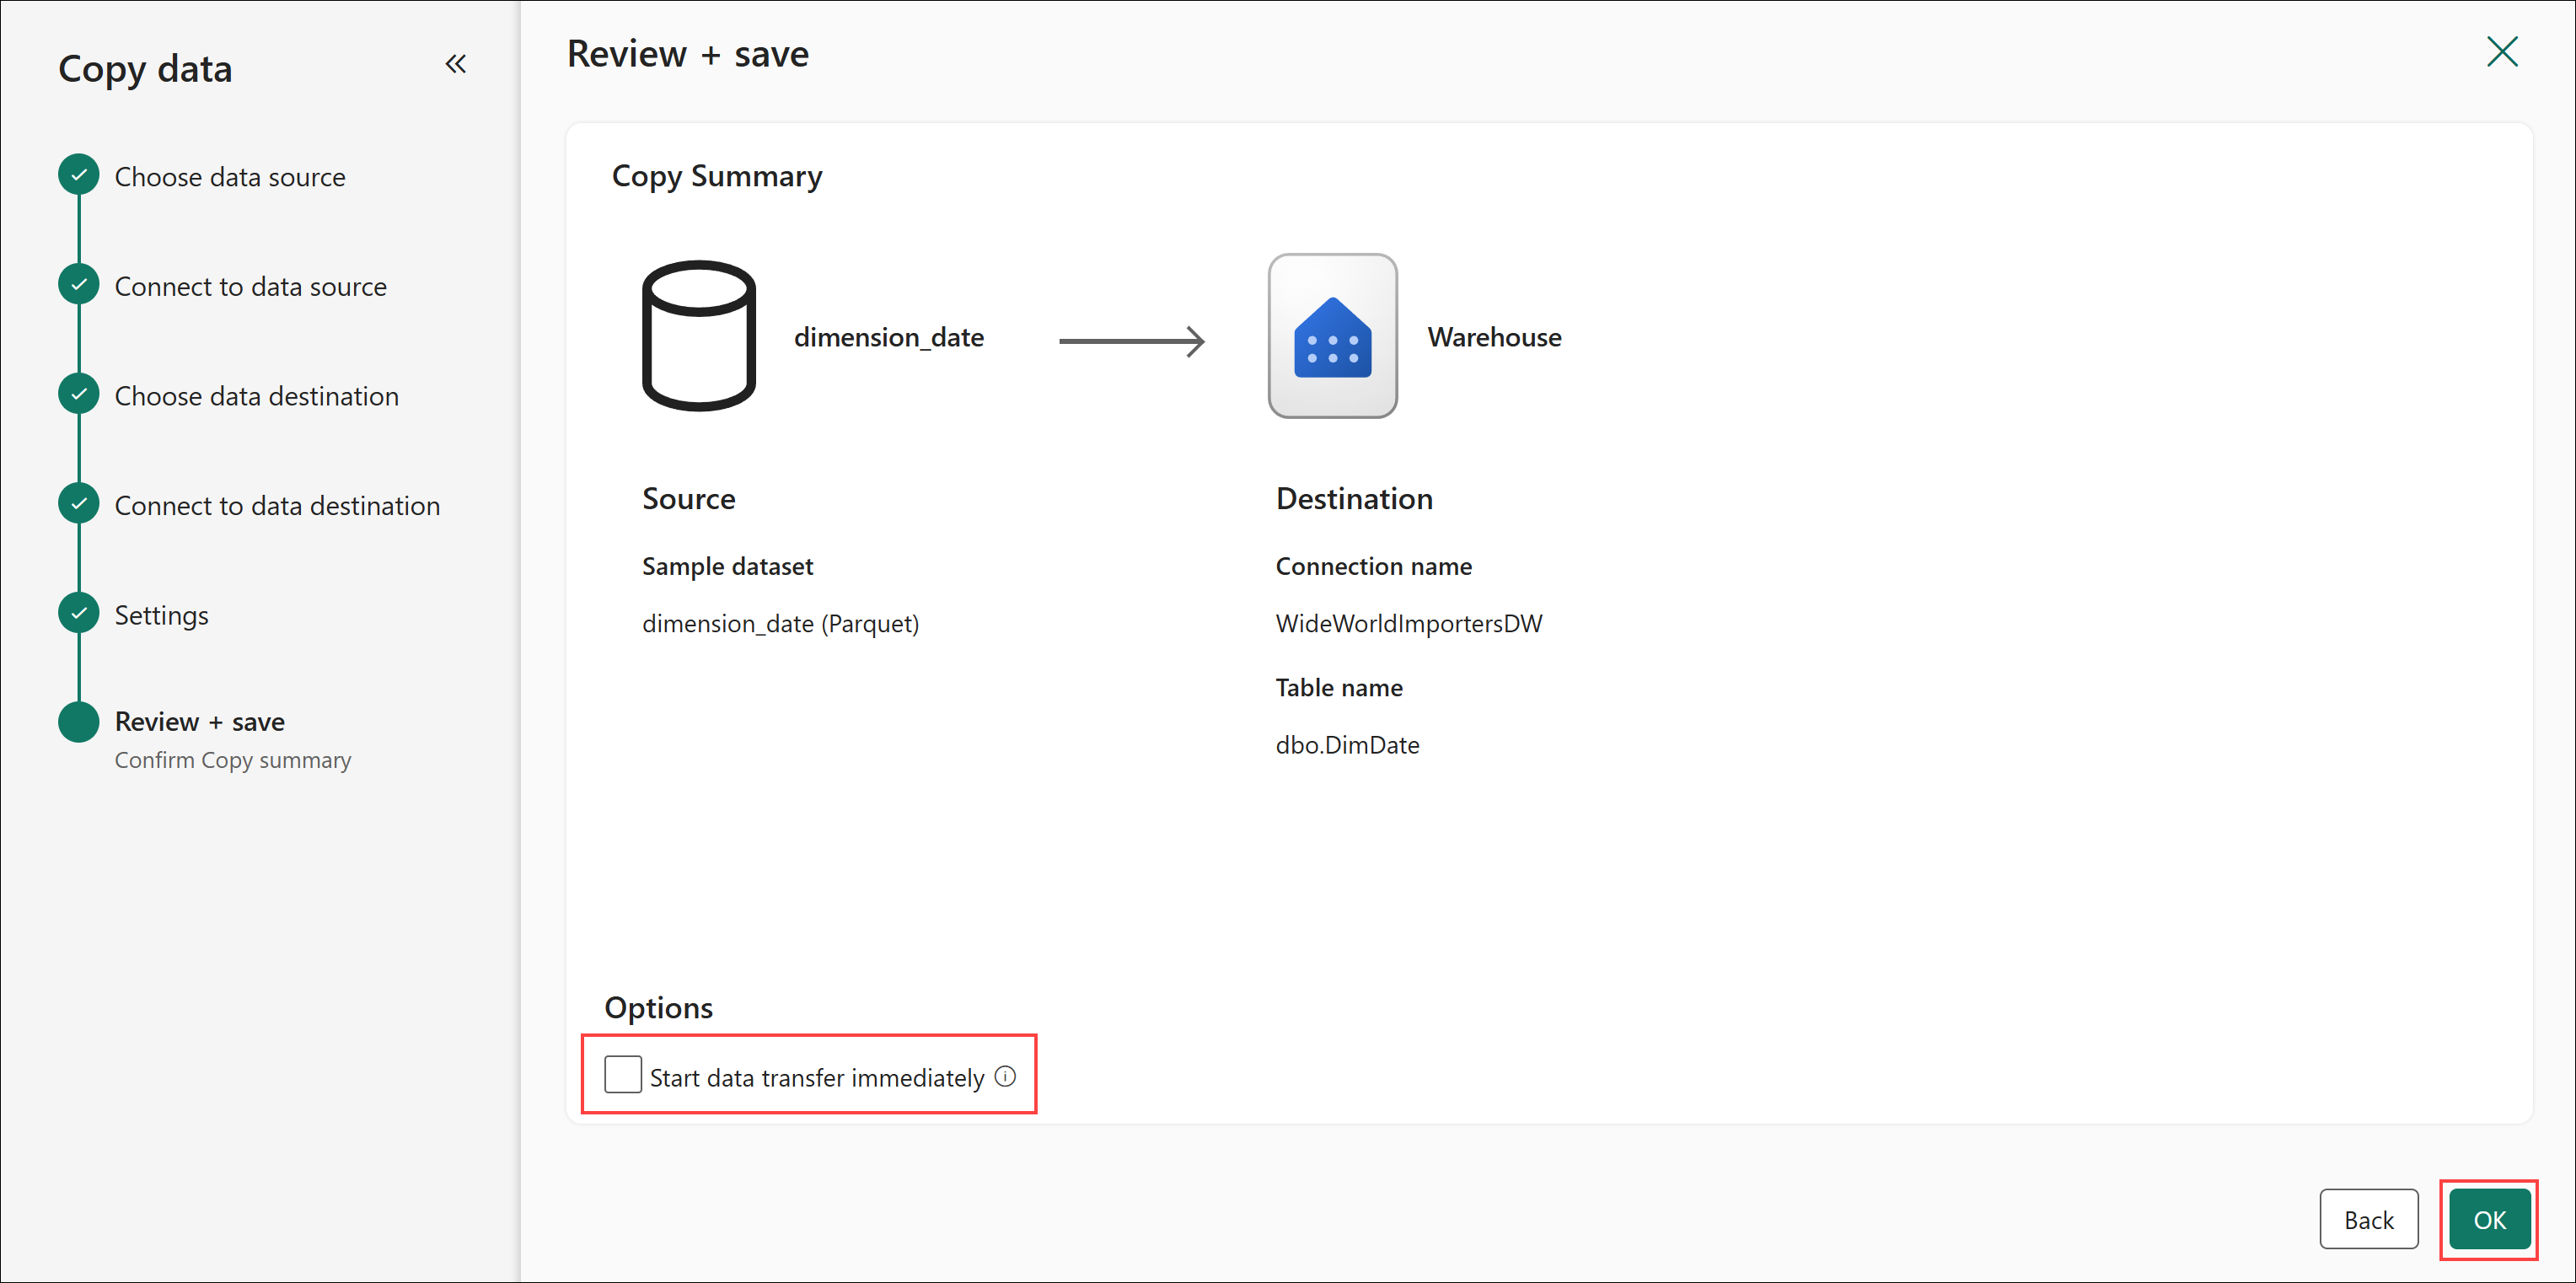 Copy data
Choose data source
Connect to data source
Choose data destination
Connect to data destination
Settings
Review + save
Confirm Copy summary
Review + save
Copy Summary
dimension_date
Warehouse
Source
Sample dataset
dimension_date (Parquet)
Destination
Connection name
WideWorldImportersDW
Table name
dbo.DimDate
Options
Start data transfer immediately
Back
OK